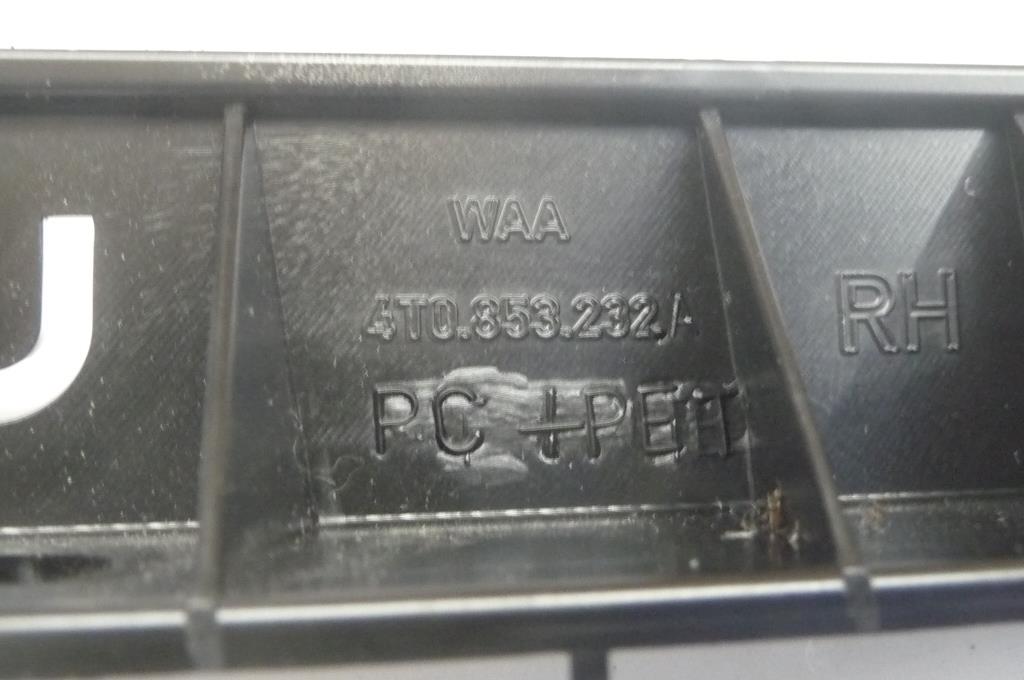 WAA
4T0.853.232./A
PC +PET
RH